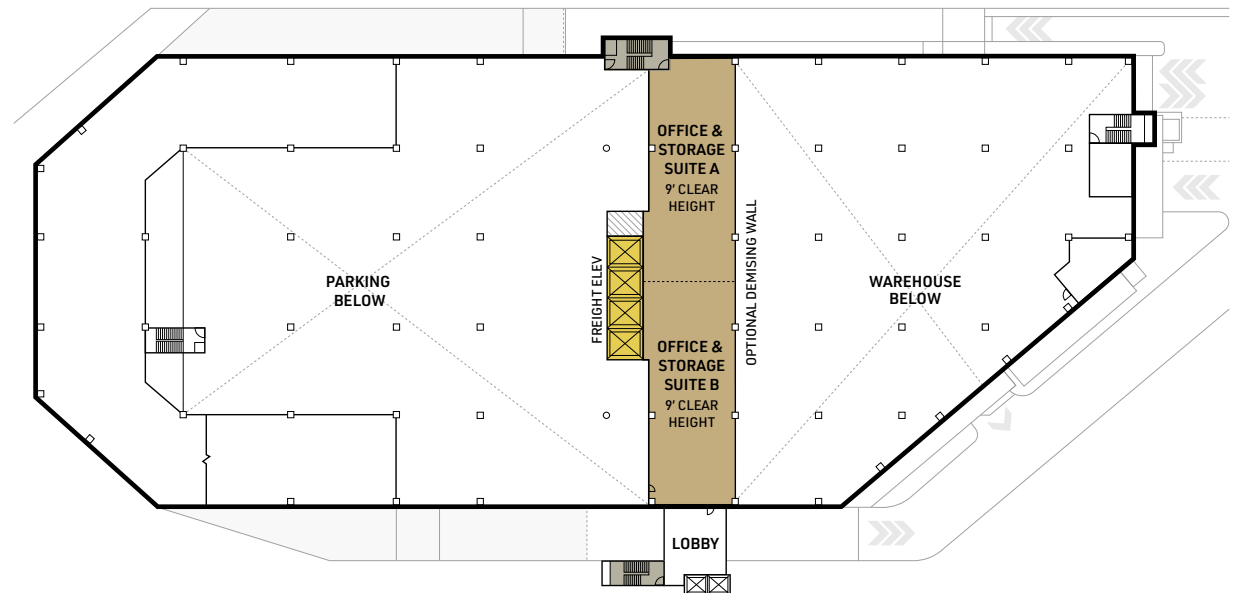 OFFICE &
STORAGE
SUITE A
9' CLEAR
HEIGHT
PARKING
BELOW
FREIGHT ELEV
OPTIONAL DEMISING WALL
WAREHOUSE
BELOW
OFFICE &
STORAGE
SUITE B
9' CLEAR
HEIGHT
LOBBY